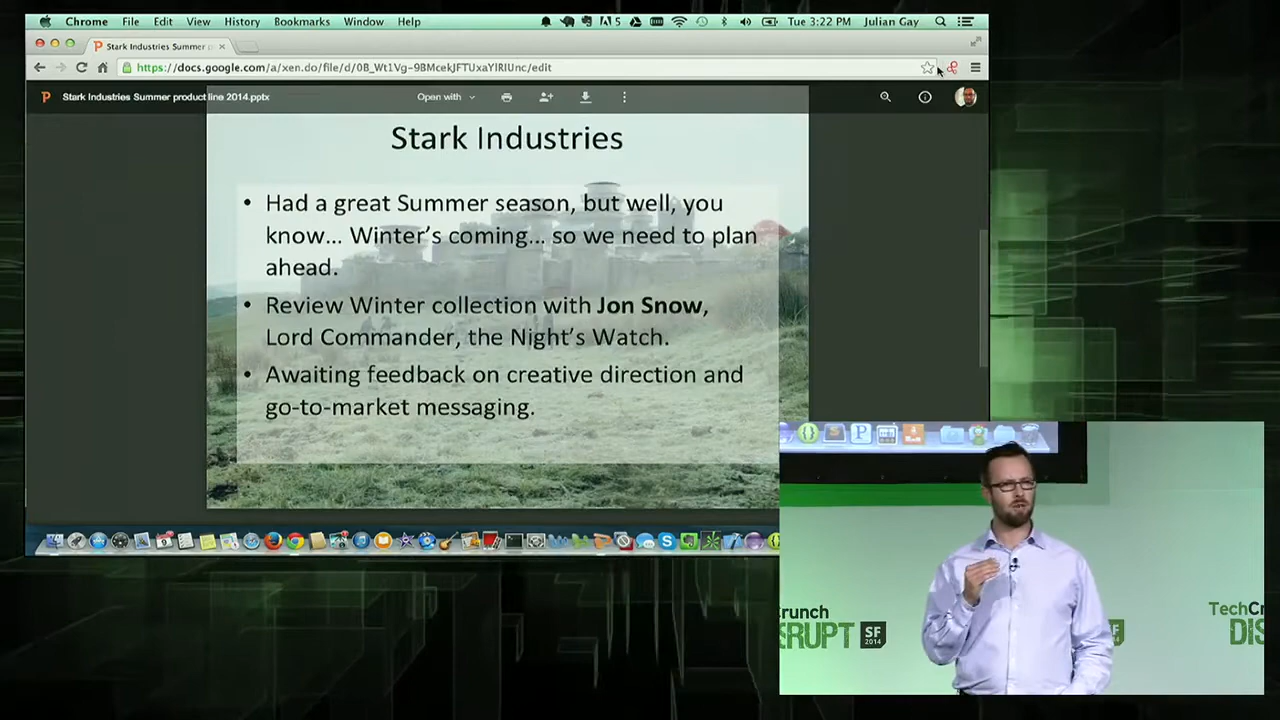 Chrome File Edit View History Bookmarks Window Help 5 Tue 3:22 PM Julian Gay
Stark Industries Summer p
https://docs.google.com/a/xen.do/file/d/0B_Wt1Vg-9BMcekJFTUxaYlRIUnc/edit
Stark Industries Summer product line 2014.pptx Open with
Stark Industries
• Had a great Summer season, but well, you
know... Winter's coming... so we need to plan
ahead.
• Review Winter collection with Jon Snow,
Lord Commander, the Night's Watch.
• Awaiting feedback on creative direction and
go-to-market messaging.
Crunch
SRUPT SF
2014
TechCr
DIS